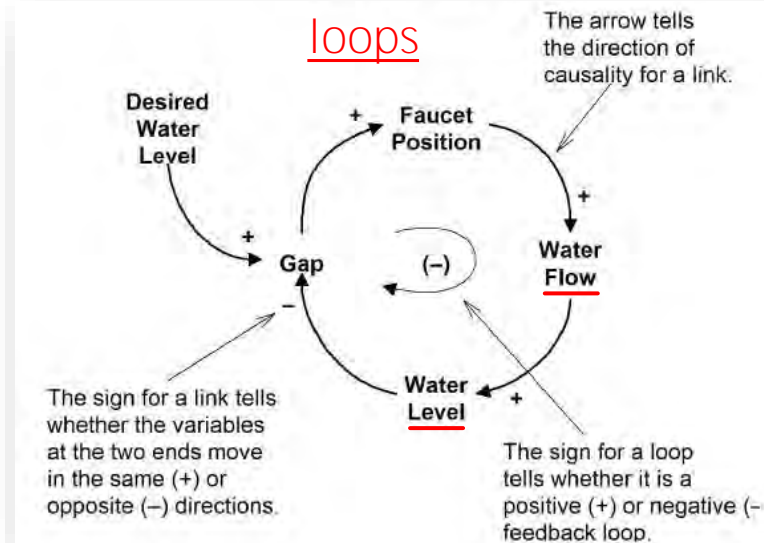 loops
The arrow tells
the direction of
causality for a link.
Desired
Water
Level
+
Faucet
Position
+
+
Gap
(–)
Water
Flow
–
Water
Level
+
The sign for a link tells
whether the variables
at the two ends move
in the same (+) or
opposite (–) directions.
The sign for a loop
tells whether it is a
positive (+) or negative (–
feedback loop.